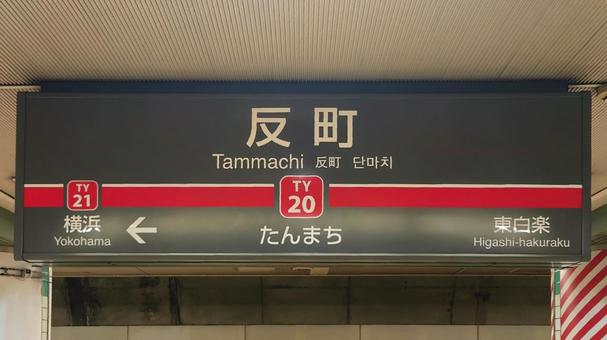 反町
Tammachi 反町 단마치
TY
21
TY
20
横浜
Yokohama
←
たんまち
東白楽
Higashi-hakuraku